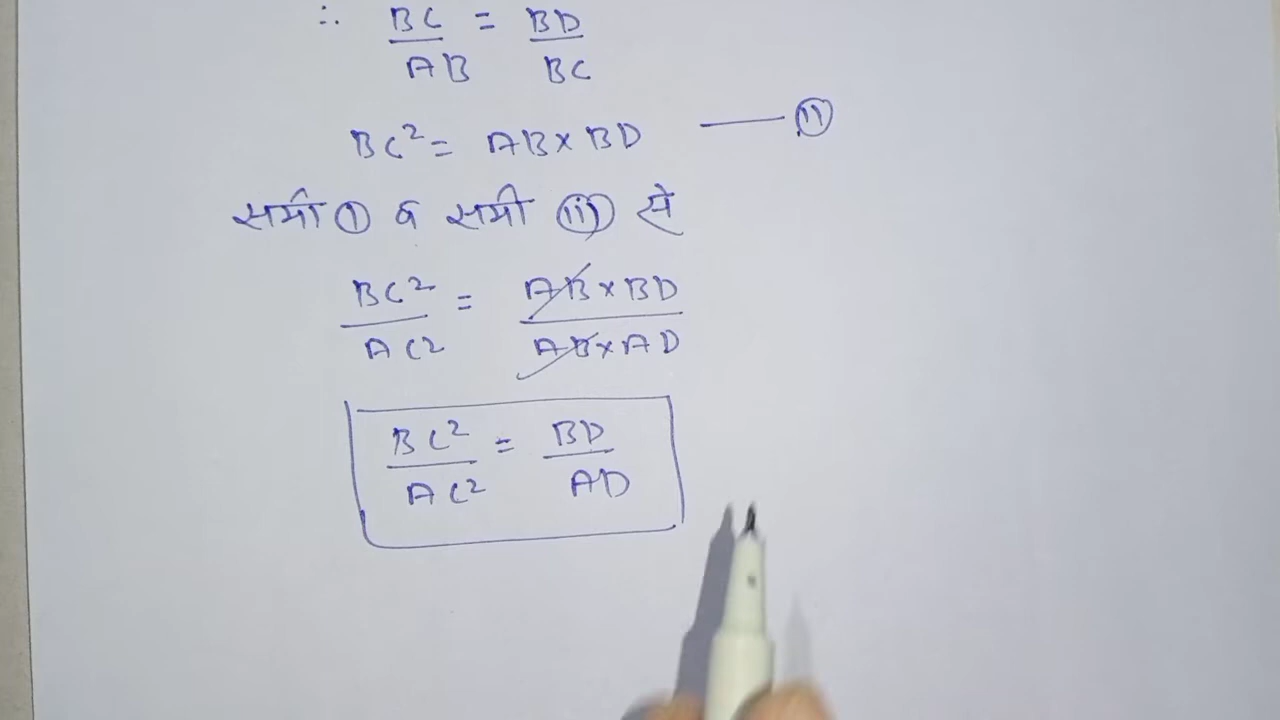 ∴ BC/AB = BD/BC
BC² = AB × BD —— (ii)
समी (i) व समी (ii) से
BC²/AC² = AB × BD/AB × AD
BC²/AC² = BD/AD